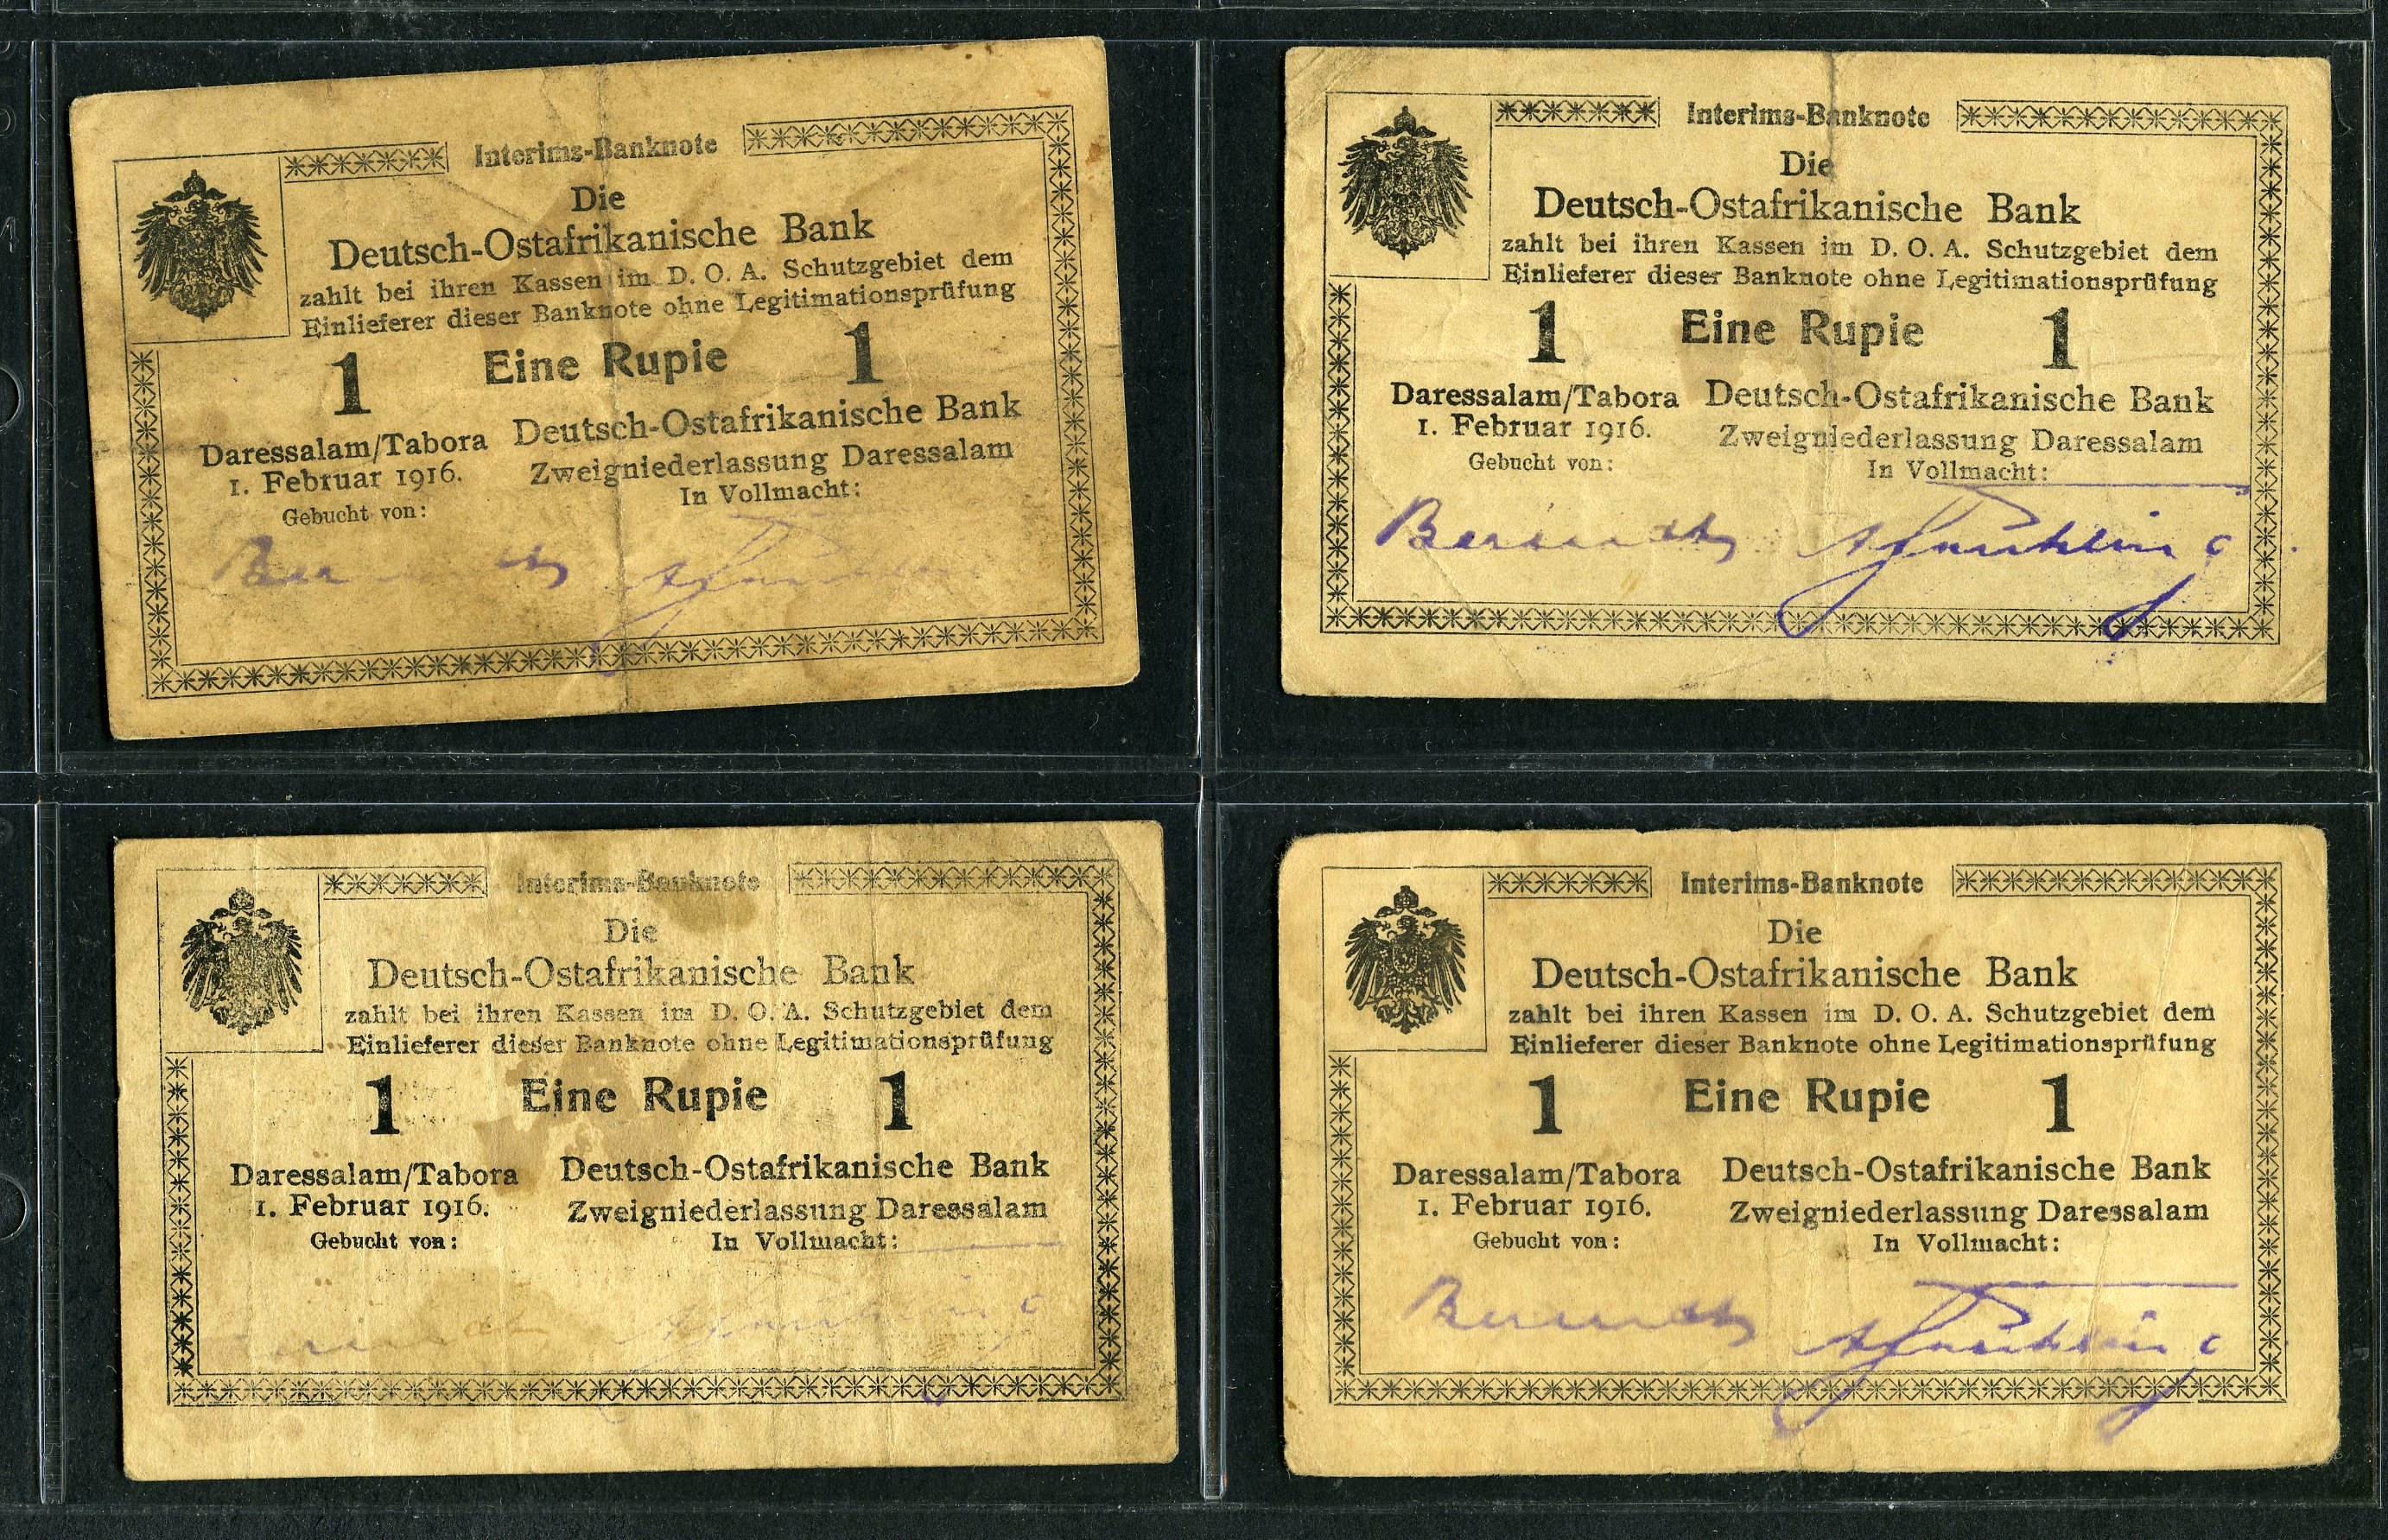 Interims-Banknote
Die
Deutsch-Ostafrikanische Bank
zahlt bei ihren Kassen im D. O. A. Schutzgebiet dem
Einlieferer dieser Banknote ohne Legitimationsprüfung
1 Eine Rupie 1
Daressalam/Tabora Deutsch-Ostafrikanische Bank
1. Februar 1916. Zweigniederlassung Daressalam
Gebucht von: In Vollmacht:
Interims-Banknote
Die
Deutsch-Ostafrikanische Bank
zahlt bei ihren Kassen im D. O. A. Schutzgebiet dem
Einlieferer dieser Banknote ohne Legitimationsprüfung
1 Eine Rupie 1
Daressalam/Tabora Deutsch-Ostafrikanische Bank
1. Februar 1916. Zweigniederlassung Daressalam
Gebucht von: In Vollmacht:
Interims-Banknote
Die
Deutsch-Ostafrikanische Bank
zahlt bei ihren Kassen im D. O. A. Schutzgebiet dem
Einlieferer dieser Banknote ohne Legitimationsprüfung
1 Eine Rupie 1
Daressalam/Tabora Deutsch-Ostafrikanische Bank
1. Februar 1916. Zweigniederlassung Daressalam
Gebucht von: In Vollmacht:
Interims-Banknote
Die
Deutsch-Ostafrikanische Bank
zahlt bei ihren Kassen im D. O. A. Schutzgebiet dem
Einlieferer dieser Banknote ohne Legitimationsprüfung
1 Eine Rupie 1
Daressalam/Tabora Deutsch-Ostafrikanische Bank
1. Februar 1916. Zweigniederlassung Daressalam
Gebucht von: In Vollmacht: